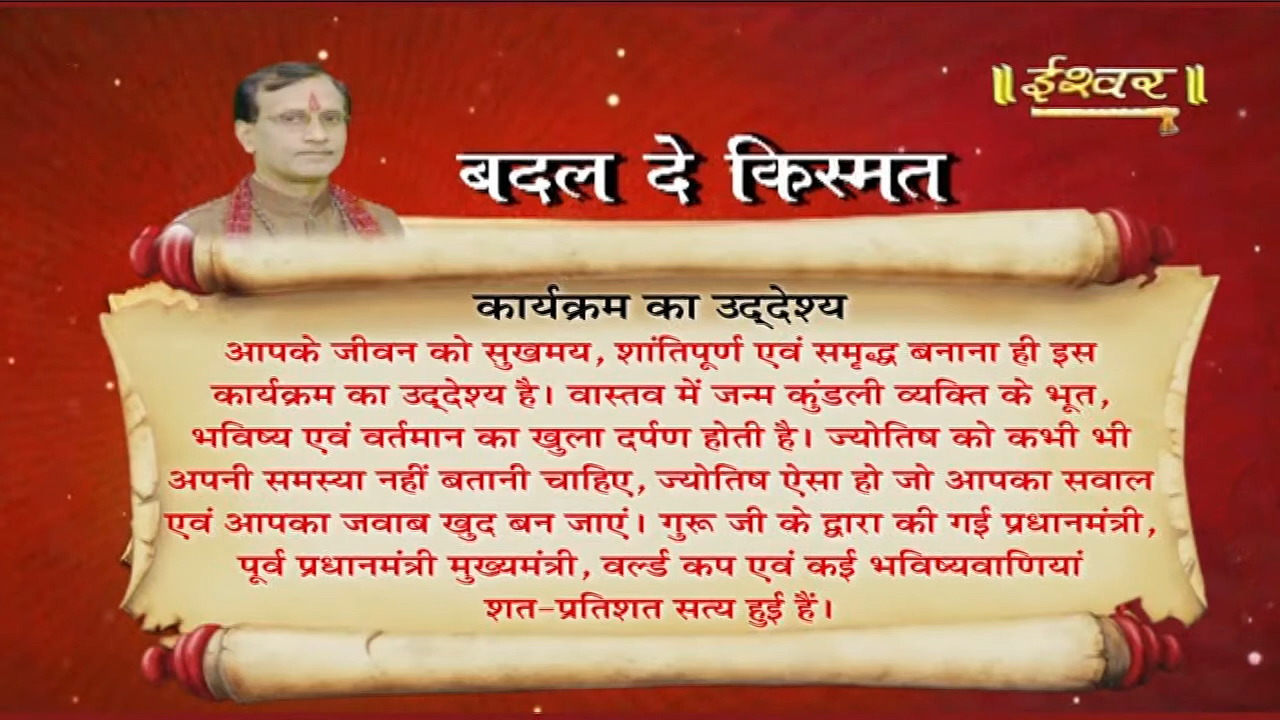 ॥ ईश्वर ॥
बदल दे किस्मत
कार्यक्रम का उद्देश्य
आपके जीवन को सुखमय, शांतिपूर्ण एवं समृद्ध बनाना ही इस
कार्यक्रम का उद्देश्य है। वास्तव में जन्म कुंडली व्यक्ति के भूत,
भविष्य एवं वर्तमान का खुला दर्पण होती है। ज्योतिष को कभी भी
अपनी समस्या नहीं बतानी चाहिए, ज्योतिष ऐसा हो जो आपका सवाल
एवं आपका जवाब खुद बन जाएं। गुरू जी के द्वारा की गई प्रधानमंत्री,
पूर्व प्रधानमंत्री मुख्यमंत्री, वर्ल्ड कप एवं कई भविष्यवाणियां
शत-प्रतिशत सत्य हुई हैं।